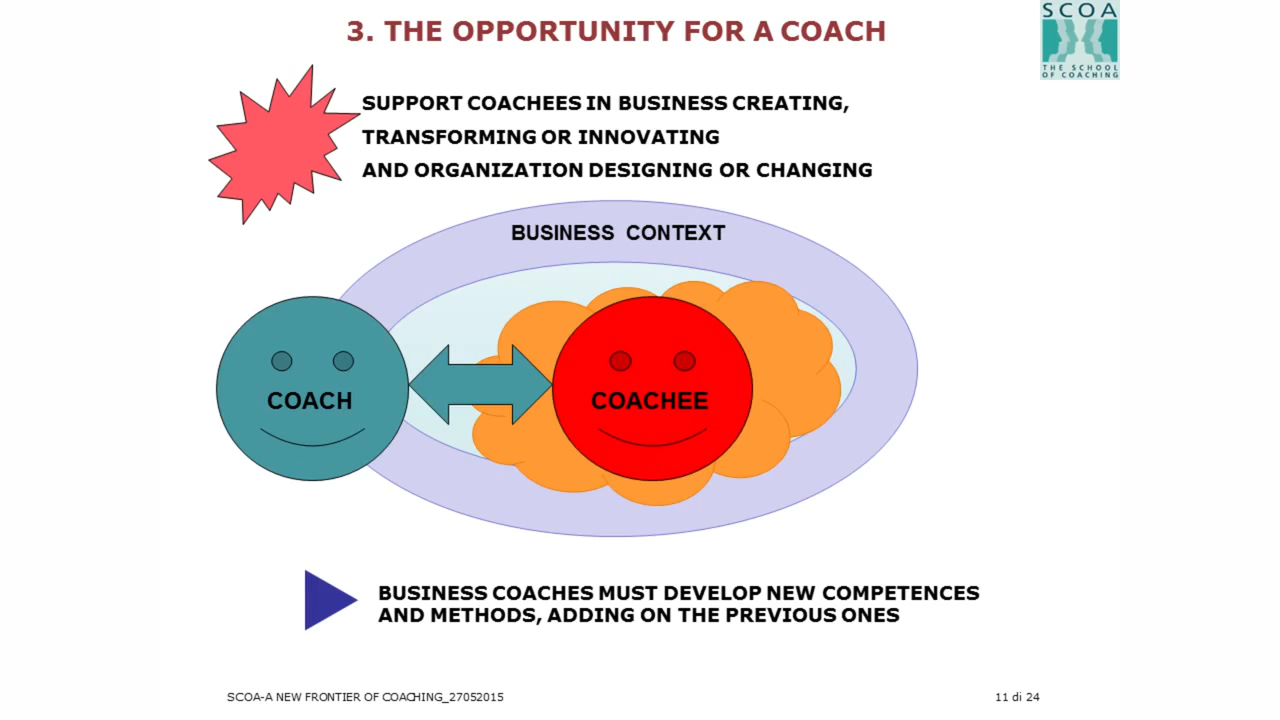 3. THE OPPORTUNITY FOR A COACH
SCOA
THE SCHOOL
OF COACHING
SUPPORT COACHEES IN BUSINESS CREATING,
TRANSFORMING OR INNOVATING
AND ORGANIZATION DESIGNING OR CHANGING
BUSINESS CONTEXT
COACH
COACHEE
BUSINESS COACHES MUST DEVELOP NEW COMPETENCES
AND METHODS, ADDING ON THE PREVIOUS ONES
SCOA-A NEW FRONTIER OF COACHING_27052015
11 di 24